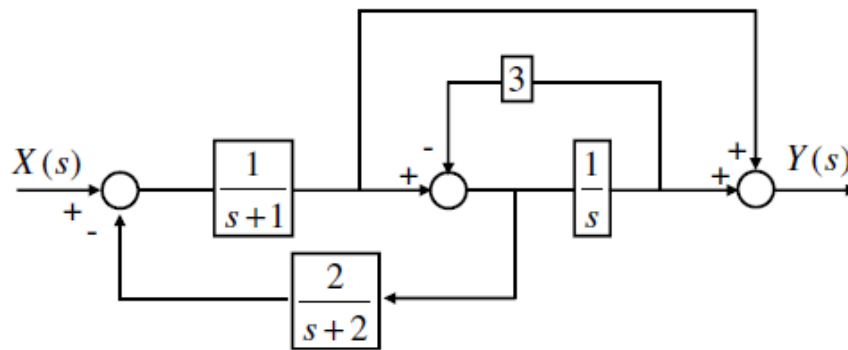 3
-
X(s)
1
s+1
+
1
s
+
+
Y(s)
+
-
2
s+2